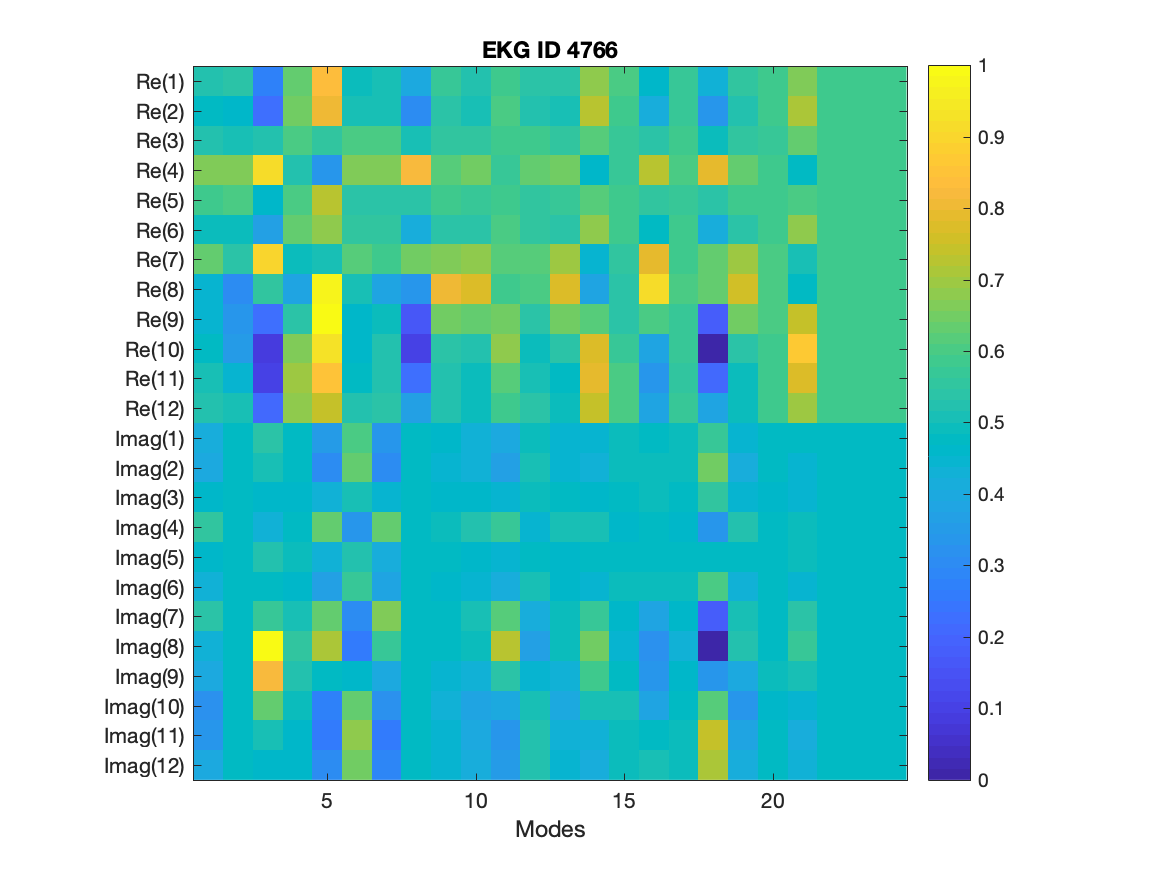 EKG ID 4766
Re(1)
Re(2)
Re(3)
Re(4)
Re(5)
Re(6)
Re(7)
Re(8)
Re(9)
Re(10)
Re(11)
Re(12)
Imag(1)
Imag(2)
Imag(3)
Imag(4)
Imag(5)
Imag(6)
Imag(7)
Imag(8)
Imag(9)
Imag(10)
Imag(11)
Imag(12)
5 10 15 20
Modes
1
0.9
0.8
0.7
0.6
0.5
0.4
0.3
0.2
0.1
0